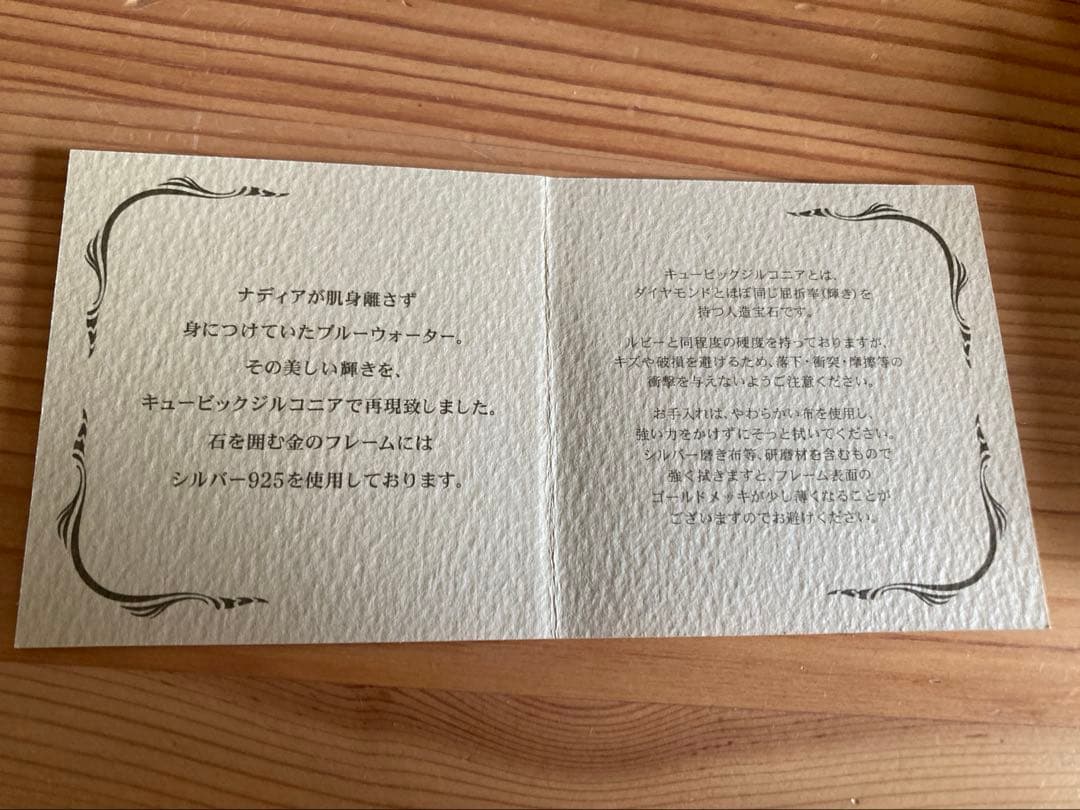 ナディアが肌身離さず
身につけていたブルーウォーター。
その美しい輝きを、
キュービックジルコニアで再現致しました。
石を囲む金のフレームには
シルバー925を使用しております。
キュービックジルコニアとは、
ダイヤモンドとほぼ同じ屈折率(輝き)を
持つ人造宝石です。
ルビーと同程度の硬度を持っておりますが、
キズや破損を避けるため、落下・衝突・摩擦等の
衝撃を与えないようご注意ください。
お手入れは、やわらかい布を使用し、
強い力をかけずにそっと拭いてください。
シルバー磨き布等、研磨材を含むもので
強く拭きますと、フレーム表面の
ゴールドメッキが少し薄くなることが
ございますのでお避けください。